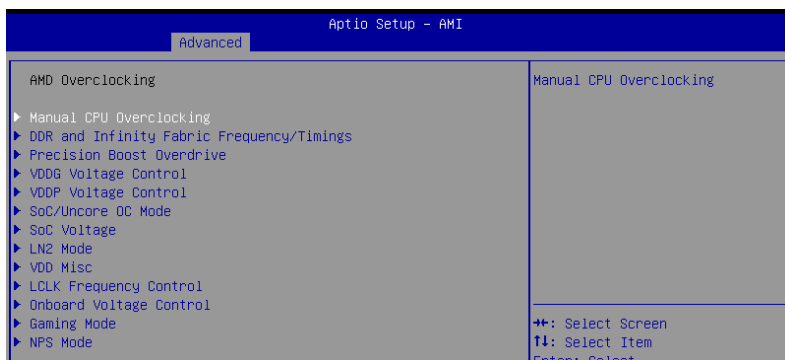 Aptio Setup – AMI
Advanced
AMD Overclocking
Manual CPU Overclocking
DDR and Infinity Fabric Frequency/Timings
Precision Boost Overdrive
VDDG Voltage Control
VDDP Voltage Control
SoC/Uncore OC Mode
SoC Voltage
LN2 Mode
VDD Misc
LCLK Frequency Control
Onboard Voltage Control
Gaming Mode
NPS Mode
Manual CPU Overclocking
→←: Select Screen
↑↓: Select Item
Enter: Select